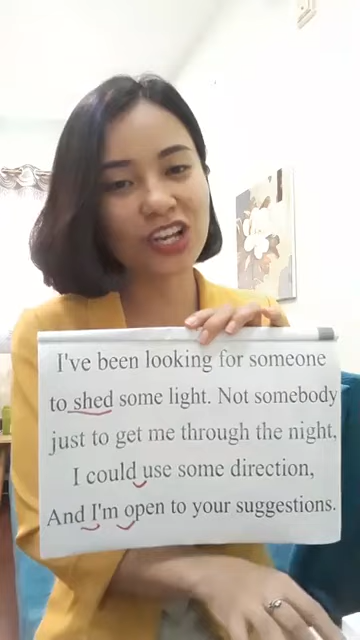 I've been looking for someone
to shed some light. Not somebody
just to get me through the night,
I could use some direction,
And I'm open to your suggestions.